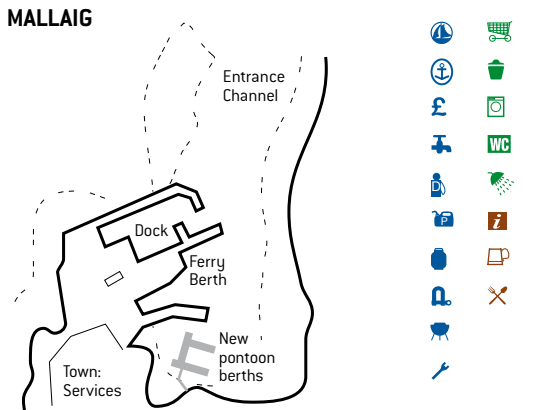 MALLAIG
Entrance
Channel
Dock
Ferry
Berth
New
pontoon
berths
Town:
Services
£
WC
D
P
i